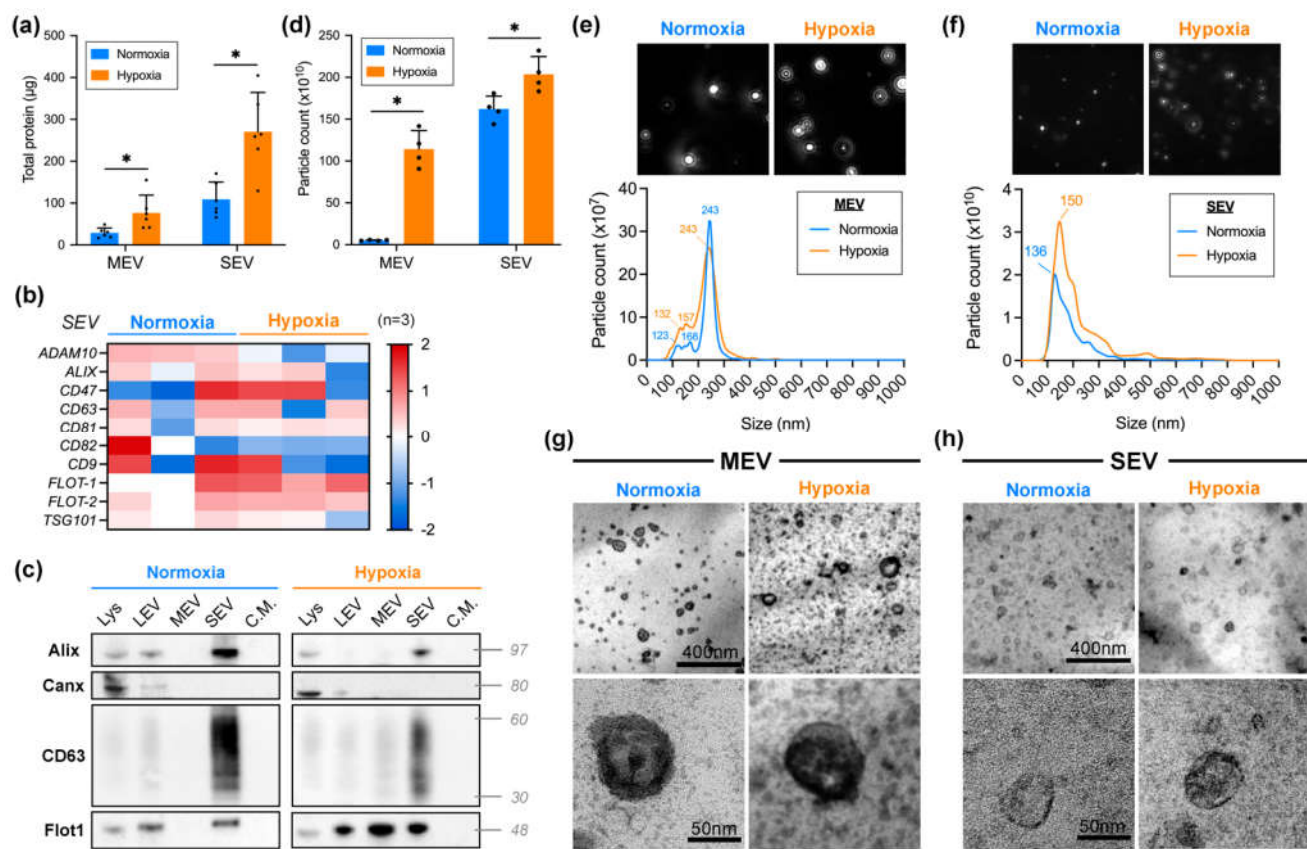 (a)
Total protein (µg)
500
400
300
200
100
0
Normoxia
Hypoxia
*
*
MEV
SEV
(d)
Particle count (x10¹⁰)
250
200
150
100
50
0
Normoxia
Hypoxia
*
*
MEV
SEV
(e)
Normoxia
Hypoxia
Particle count (x10⁷)
40
30
20
10
0
243
243
132
157
123
166
MEV
Normoxia
Hypoxia
0
100
200
300
400
500
600
700
800
900
1000
Size (nm)
(f)
Normoxia
Hypoxia
Particle count (x10¹⁰)
4
3
2
1
0
150
136
SEV
Normoxia
Hypoxia
0
100
200
300
400
500
600
700
800
900
1000
Size (nm)
(b)
SEV
Normoxia
Hypoxia
(n=3)
ADAM10
ALIX
CD47
CD63
CD81
CD82
CD9
FLOT-1
FLOT-2
TSG101
2
1
0
-1
-2
(c)
Normoxia
Hypoxia
Lys LEV MEV SEV C.M.
Lys LEV MEV SEV C.M.
Alix
97
Canx
80
CD63
60
30
Flot1
48
(g)
MEV
Normoxia
Hypoxia
400nm
50nm
(h)
SEV
Normoxia
Hypoxia
400nm
50nm